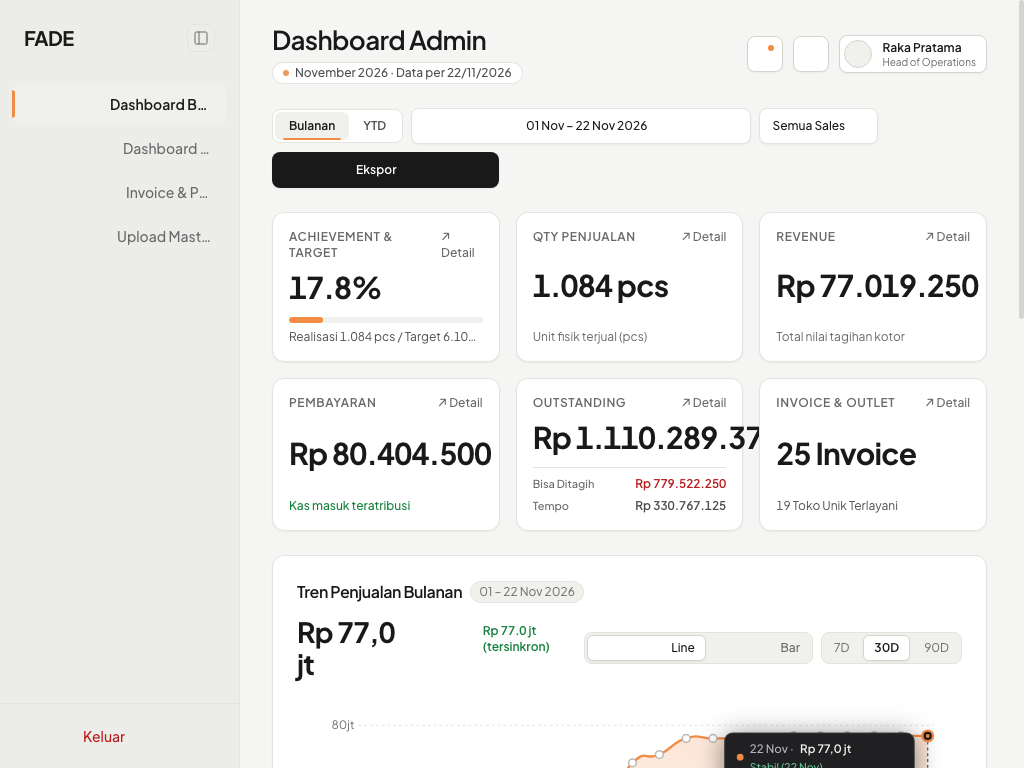 FADE
Dashboard B…
Dashboard …
Invoice & P…
Upload Mast…
Keluar
Dashboard Admin
November 2026 · Data per 22/11/2026
Raka Pratama
Head of Operations
Bulanan YTD
01 Nov – 22 Nov 2026
Semua Sales
Ekspor
ACHIEVEMENT & TARGET
↗ Detail
17.8%
Realisasi 1.084 pcs / Target 6.10…
QTY PENJUALAN
↗ Detail
1.084 pcs
Unit fisik terjual (pcs)
REVENUE
↗ Detail
Rp 77.019.250
Total nilai tagihan kotor
PEMBAYARAN
↗ Detail
Rp 80.404.500
Kas masuk teratribusi
OUTSTANDING
↗ Detail
Rp 1.110.289.37
Bisa Ditagih Rp 779.522.250
Tempo Rp 330.767.125
INVOICE & OUTLET
↗ Detail
25 Invoice
19 Toko Unik Terlayani
Tren Penjualan Bulanan 01 – 22 Nov 2026
Rp 77,0
jt
Rp 77.0 jt
(tersinkron)
Line Bar
7D 30D 90D
80jt
22 Nov · Rp 77,0 jt
Stabil (22 Nov)